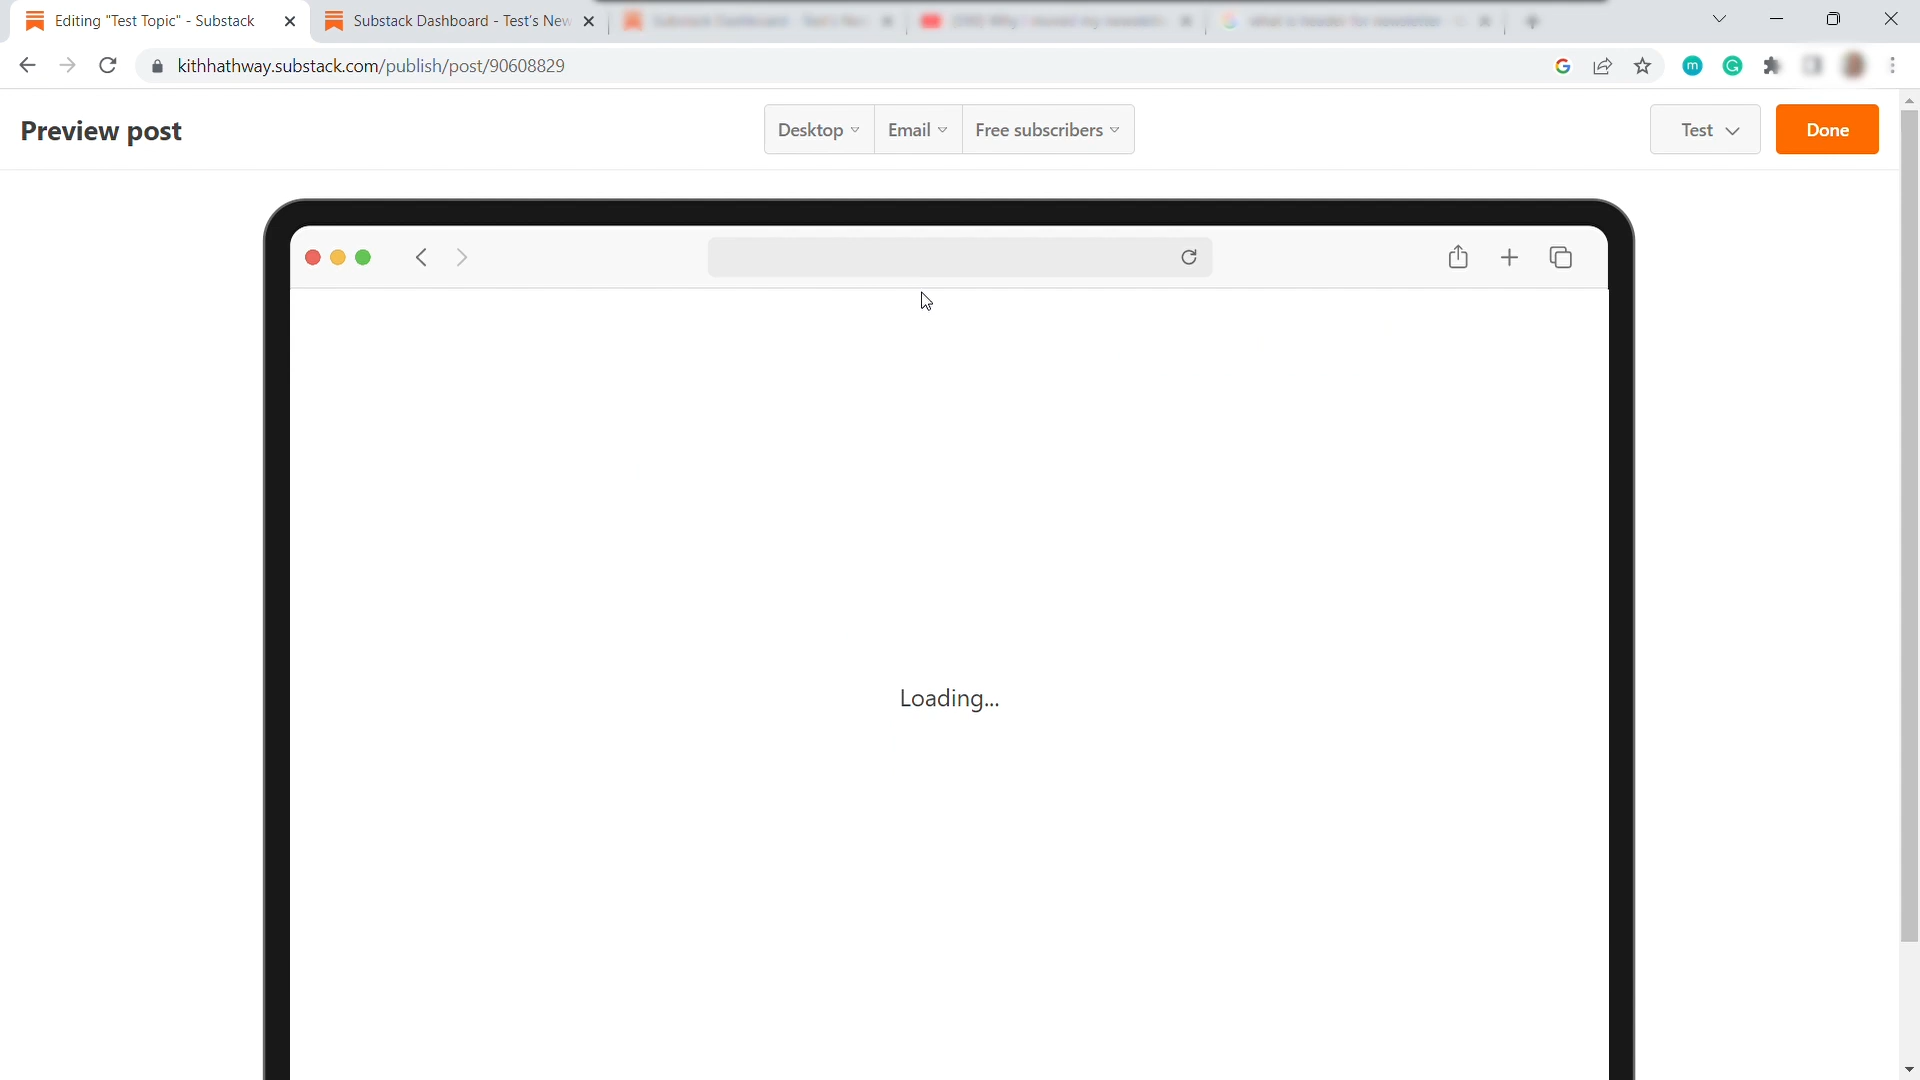 Editing "Test Topic" - Substack
Substack Dashboard - Test's New
kithhathway.substack.com/publish/post/90608829
Preview post
Desktop
Email
Free subscribers
Test
Done
Loading...